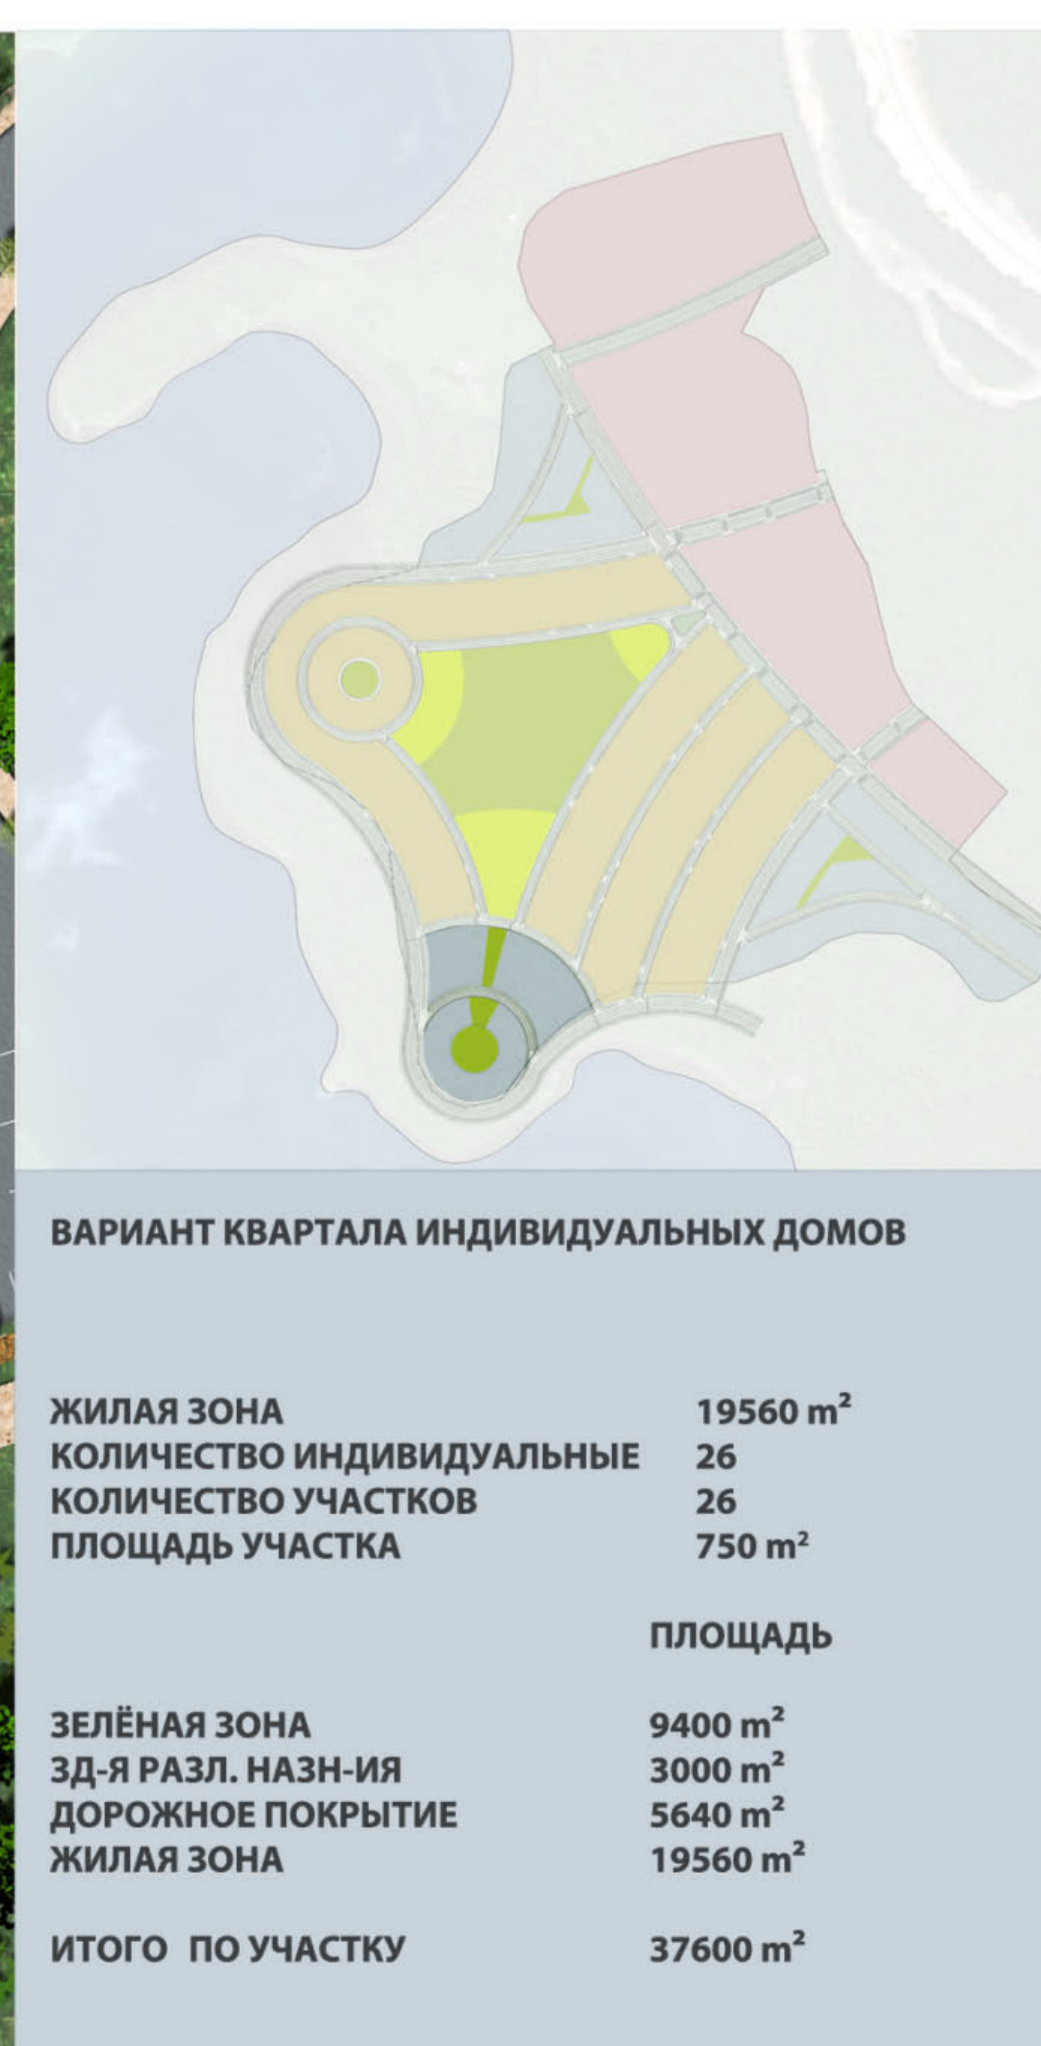 ВАРИАНТ КВАРТАЛА ИНДИВИДУАЛЬНЫХ ДОМОВ
ЖИЛАЯ ЗОНА 19560 m²
КОЛИЧЕСТВО ИНДИВИДУАЛЬНЫЕ 26
КОЛИЧЕСТВО УЧАСТКОВ 26
ПЛОЩАДЬ УЧАСТКА 750 m²
ПЛОЩАДЬ
ЗЕЛЁНАЯ ЗОНА 9400 m²
ЗД-Я РАЗЛ. НАЗН-ИЯ 3000 m²
ДОРОЖНОЕ ПОКРЫТИЕ 5640 m²
ЖИЛАЯ ЗОНА 19560 m²
ИТОГО ПО УЧАСТКУ 37600 m²